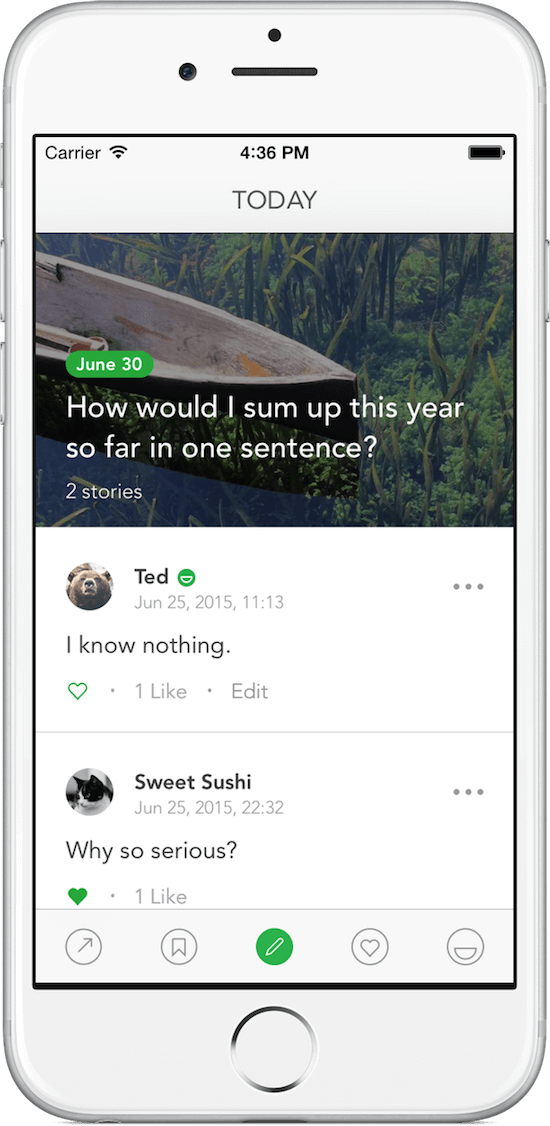 Carrier 4:36 PM
TODAY
June 30
How would I sum up this year
so far in one sentence?
2 stories
Ted
Jun 25, 2015, 11:13
I know nothing.
· 1 Like · Edit
Sweet Sushi
Jun 25, 2015, 22:32
Why so serious?
· 1 Like